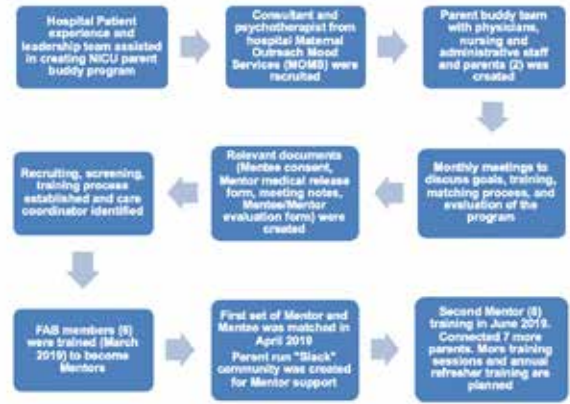 Hospital Patient
experience and
leadership team assisted
in creating NICU parent
buddy program
Consultant and
psychotherapist from
hospital Maternal
Outreach Mood
Services (MOMS) were
recruited
Parent buddy team
with physicians,
nursing and
administrative staff
and parents (2) was
created
Monthly meetings to
discuss goals, training,
matching process, and
evaluation of the
program
Relevant documents
(Mentee consent,
Mentor medical release
form, meeting notes,
Mentee/Mentor
evaluation form) were
created
Recruiting, screening,
training process
established and care
coordinator identified
FAB members (6)
were trained (March
2019) to become
Mentors
First set of Mentor and
Mentee was matched in
April 2019
Parent run "Slack"
community was created
for Mentor support
Second Mentor (8)
training in June 2019.
Connected 7 more
parents. More training
sessions and annual
refresher training are
planned